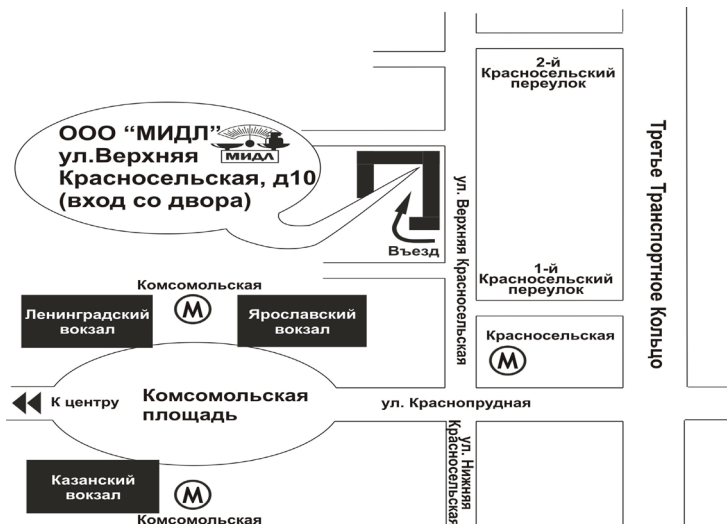 2-й
Красносельский
переулок
ООО “МИДЛ”
МИДЛ
ул.Верхняя
Красносельская, д10
(вход со двора)
Третье Транспортное Кольцо
ул. Верхняя Красносельская
Въезд
1-й
Красносельский
переулок
Комсомольская
М
Ленинградский
вокзал
Ярославский
вокзал
Красносельская
М
К центру
Комсомольская
площадь
ул. Краснопрудная
ул. Нижняя
Красносельская
Казанский
вокзал
М
Комсомольская